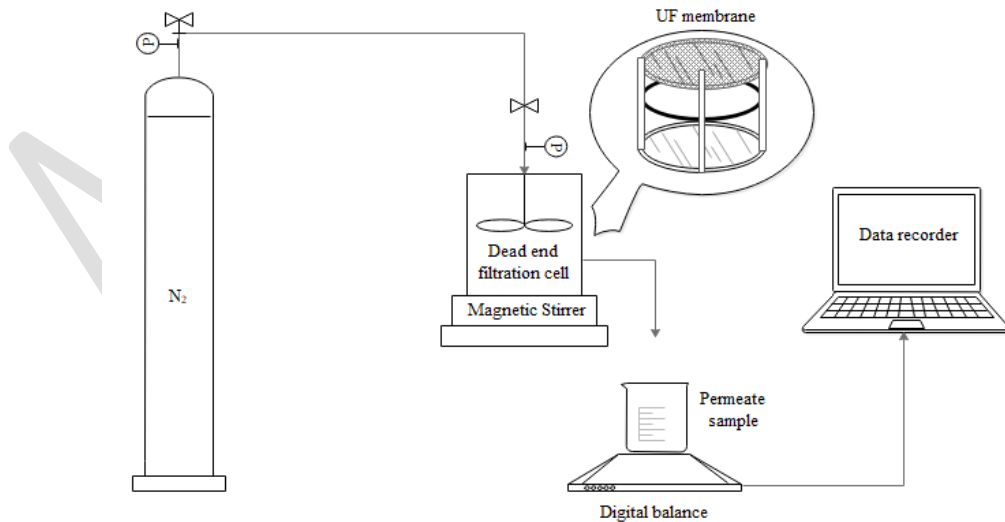 UF membrane
P
P
Dead end
filtration cell
Magnetic Stirrer
N₂
Data recorder
Permeate
sample
Digital balance